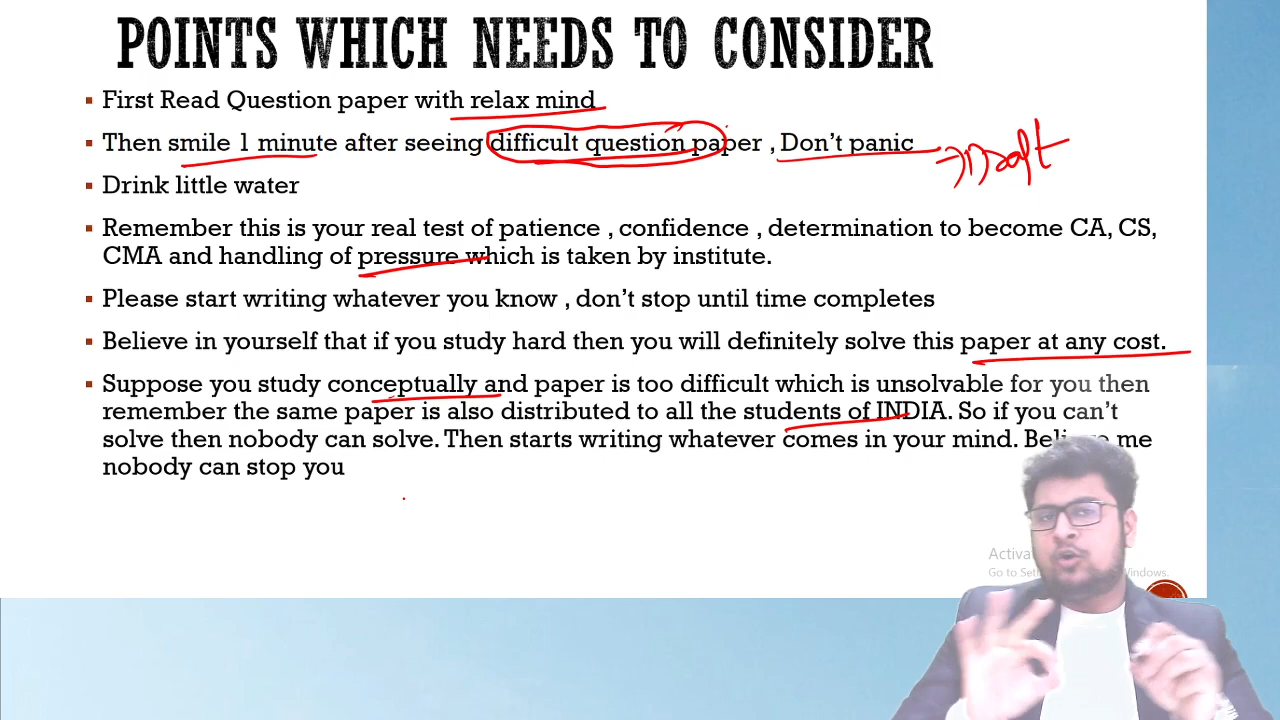 POINTS WHICH NEEDS TO CONSIDER
▪ First Read Question paper with relax mind
▪ Then smile 1 minute after seeing difficult question paper , Don't panic
Draft
▪ Drink little water
▪ Remember this is your real test of patience , confidence , determination to become CA, CS,
CMA and handling of pressure which is taken by institute.
▪ Please start writing whatever you know , don't stop until time completes
▪ Believe in yourself that if you study hard then you will definitely solve this paper at any cost.
▪ Suppose you study conceptually and paper is too difficult which is unsolvable for you then
remember the same paper is also distributed to all the students of INDIA. So if you can't
solve then nobody can solve. Then starts writing whatever comes in your mind. Believe me
nobody can stop you
Go to Windows.